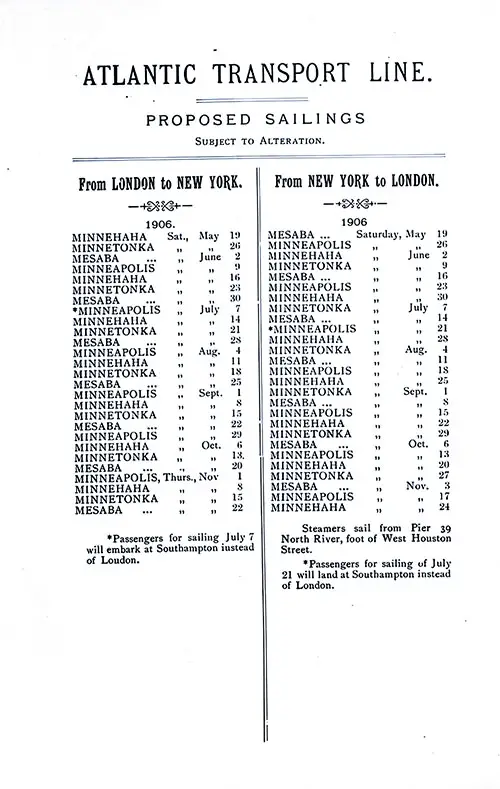 ATLANTIC TRANSPORT LINE.
PROPOSED SAILINGS
SUBJECT TO ALTERATION.
From LONDON to NEW YORK.
1906.
MINNEHAHA Sat., May 19
MINNETONKA „ „ 26
MESABA ... „ June 2
MINNEAPOLIS „ „ 9
MINNEHAHA „ „ 16
MINNETONKA „ „ 23
MESABA ... „ „ 30
*MINNEAPOLIS „ July 7
MINNEHAHA „ „ 14
MINNETONKA „ „ 21
MESABA ... „ „ 28
MINNEAPOLIS „ Aug. 4
MINNEHAHA „ „ 11
MINNETONKA „ „ 18
MESABA ... „ „ 25
MINNEAPOLIS „ Sept. 1
MINNEHAHA „ „ 8
MINNETONKA „ „ 15
MESABA ... „ „ 22
MINNEAPOLIS „ „ 29
MINNEHAHA „ Oct. 6
MINNETONKA „ „ 13.
MESABA ... „ „ 20
MINNEAPOLIS, Thurs., Nov 1
MINNEHAHA „ „ 8
MINNETONKA „ „ 15
MESABA ... „ „ 22
*Passengers for sailing July 7
will embark at Southampton instead
of London.
From NEW YORK to LONDON.
1906
MESABA ... Saturday, May 19
MINNEAPOLIS „ „ 26
MINNEHAHA „ June 2
MINNETONKA „ „ 9
MESABA ... „ „ 16
MINNEAPOLIS „ „ 23
MINNEHAHA „ „ 30
MINNETONKA „ July 7
MESABA ... „ „ 14
*MINNEAPOLIS „ „ 21
MINNEHAHA „ „ 28
MINNETONKA „ Aug. 4
MESABA ... „ „ 11
MINNEAPOLIS „ „ 18
MINNEHAHA „ „ 25
MINNETONKA „ Sept. 1
MESABA ... „ „ 8
MINNEAPOLIS „ „ 15
MINNEHAHA „ „ 22
MINNETONKA „ „ 29
MESABA ... „ Oct. 6
MINNEAPOLIS „ „ 13
MINNEHAHA „ „ 20
MINNETONKA „ „ 27
MESABA ... „ Nov. 3
MINNEAPOLIS „ „ 17
MINNEHAHA „ „ 24
Steamers sail from Pier 39
North River, foot of West Houston
Street.
*Passengers for sailing of July
21 will land at Southampton instead
of London.